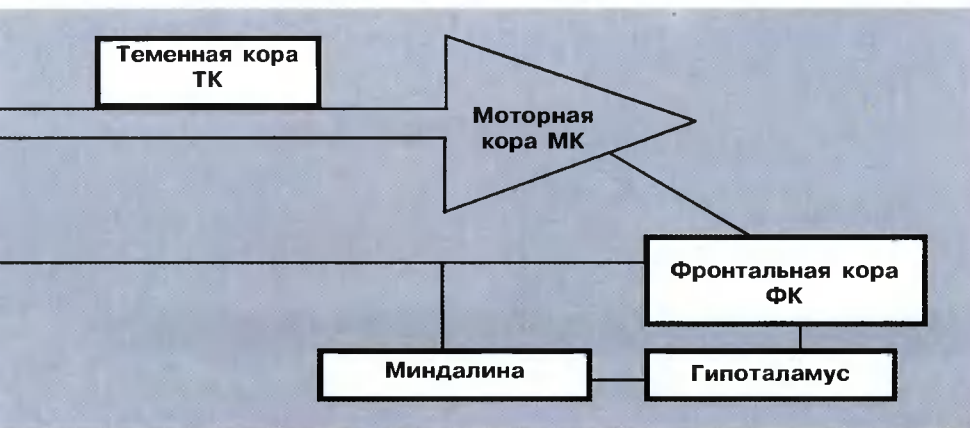 Теменная кора
ТК
Моторная
кора МК
Фронтальная кора
ФК
Миндалина
Гипоталамус